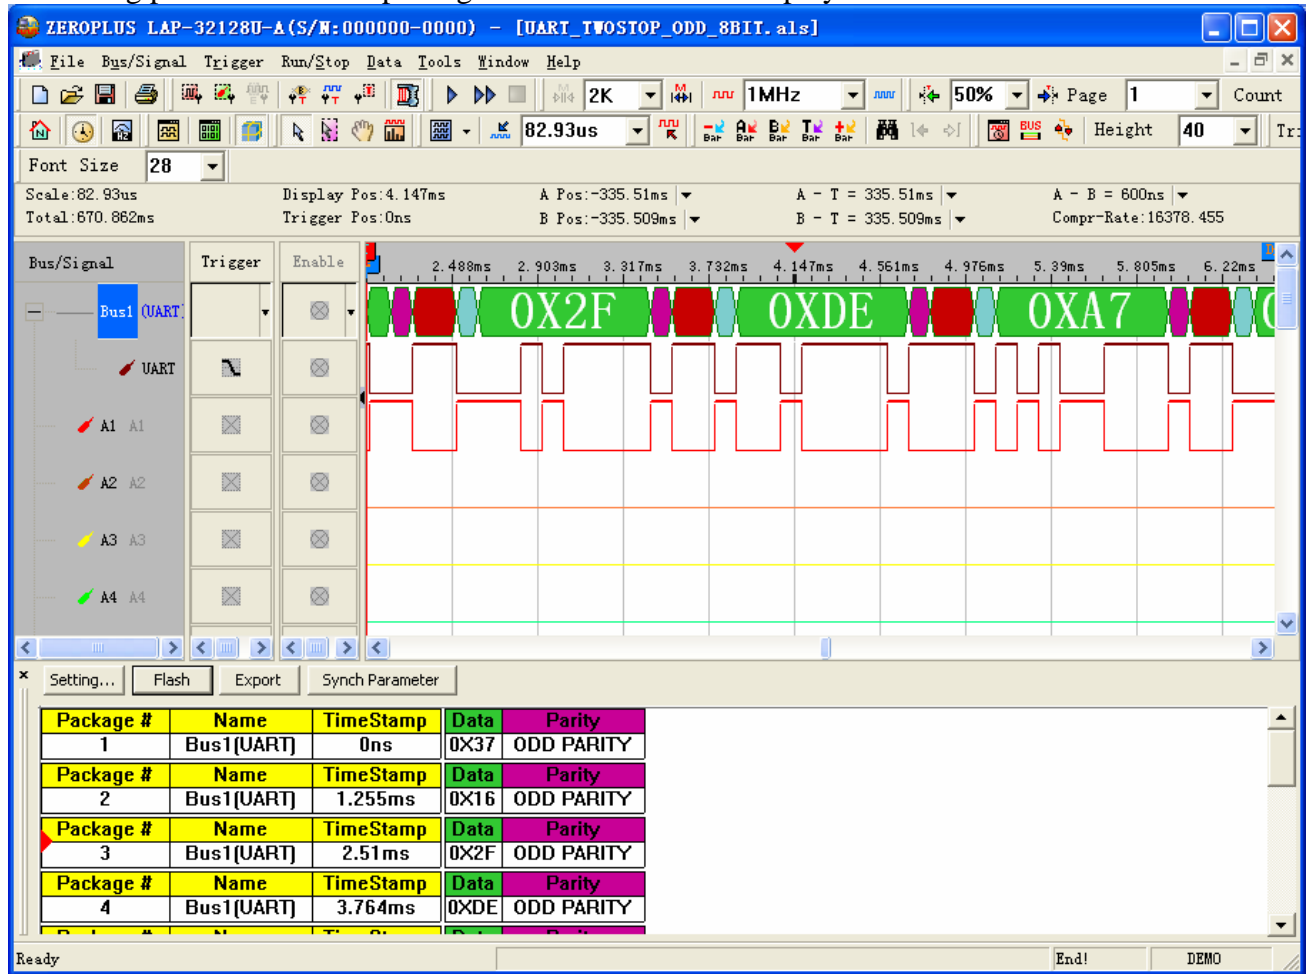 ZEROPLUS LAP-32128U-A(S/N:000000-0000) - [UART_TWOSTOP_ODD_8BIT.als]
File Bus/Signal Trigger Run/Stop Data Tools Window Help
2K 1MHz 50% Page 1 Count
82.93us Bar Bar Bar Bar Bar BUS Height 40
Font Size 28
Scale:82.93us Display Pos:4.147ms A Pos:-335.51ms A - T = 335.51ms A - B = 600ns
Total:670.862ms Trigger Pos:0ns B Pos:-335.509ms B - T = 335.509ms Compr-Rate:16378.455
Bus/Signal Trigger Enable 2.488ms 2.903ms 3.317ms 3.732ms 4.147ms 4.561ms 4.976ms 5.39ms 5.805ms 6.22ms
Bus1 (UART) 0X2F 0XDE 0XA7
UART
A1 A1
A2 A2
A3 A3
A4 A4
Setting... Flash Export Synch Parameter
Package # Name TimeStamp Data Parity
1 Bus1(UART) 0ns 0X37 ODD PARITY
Package # Name TimeStamp Data Parity
2 Bus1(UART) 1.255ms 0X16 ODD PARITY
Package # Name TimeStamp Data Parity
3 Bus1(UART) 2.51ms 0X2F ODD PARITY
Package # Name TimeStamp Data Parity
4 Bus1(UART) 3.764ms 0XDE ODD PARITY
Ready End! DEMO